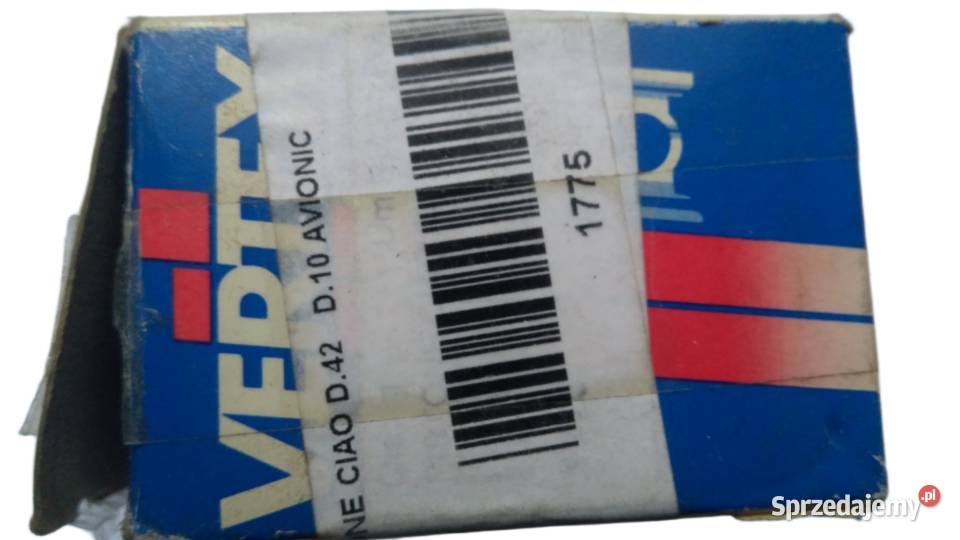 VERTEX
NE CIAO D.42 D.10 AVIONIC
1775
Sprzedajemy.pl